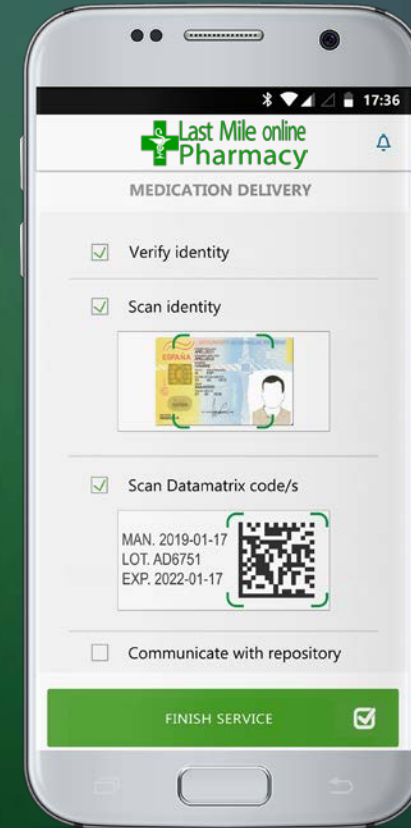 17:36
Last Mile online
Pharmacy
MEDICATION DELIVERY
Verify identity
Scan identity
ESPAÑA
Scan Datamatrix code/s
MAN. 2019-01-17
LOT. AD6751
EXP. 2022-01-17
Communicate with repository
FINISH SERVICE